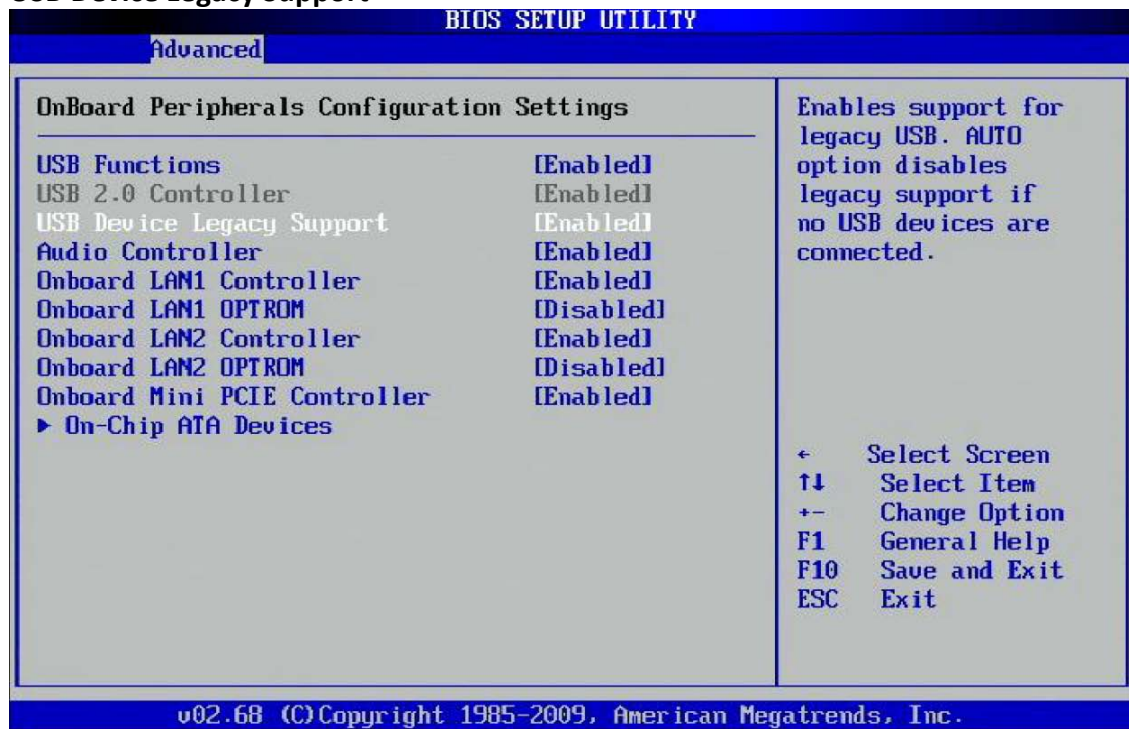 USB Device Legacy Support
BIOS SETUP UTILITY
Advanced
OnBoard Peripherals Configuration Settings
USB Functions [Enabled]
USB 2.0 Controller [Enabled]
USB Device Legacy Support [Enabled]
Audio Controller [Enabled]
Onboard LAN1 Controller [Enabled]
Onboard LAN1 OPTROM [Disabled]
Onboard LAN2 Controller [Enabled]
Onboard LAN2 OPTROM [Disabled]
Onboard Mini PCIE Controller [Enabled]
▶ On-Chip ATA Devices
Enables support for
legacy USB. AUTO
option disables
legacy support if
no USB devices are
connected.
← Select Screen
↑↓ Select Item
+- Change Option
F1 General Help
F10 Save and Exit
ESC Exit
v02.68 (C)Copyright 1985-2009, American Megatrends, Inc.